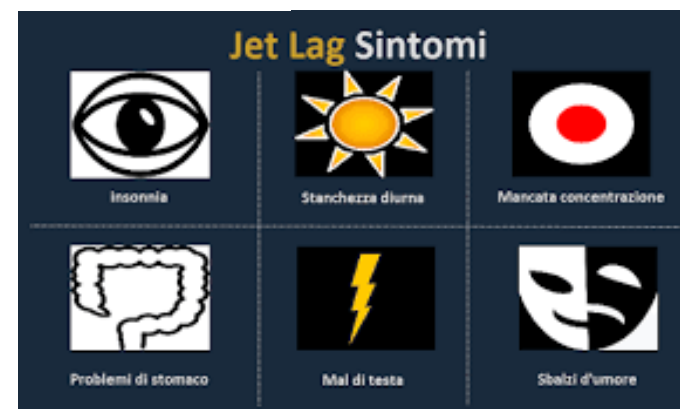 Jet Lag Sintomi
Insonnia
Stanchezza diurna
Mancata concentrazione
Problemi di stomaco
Mal di testa
Sbalzi d'umore